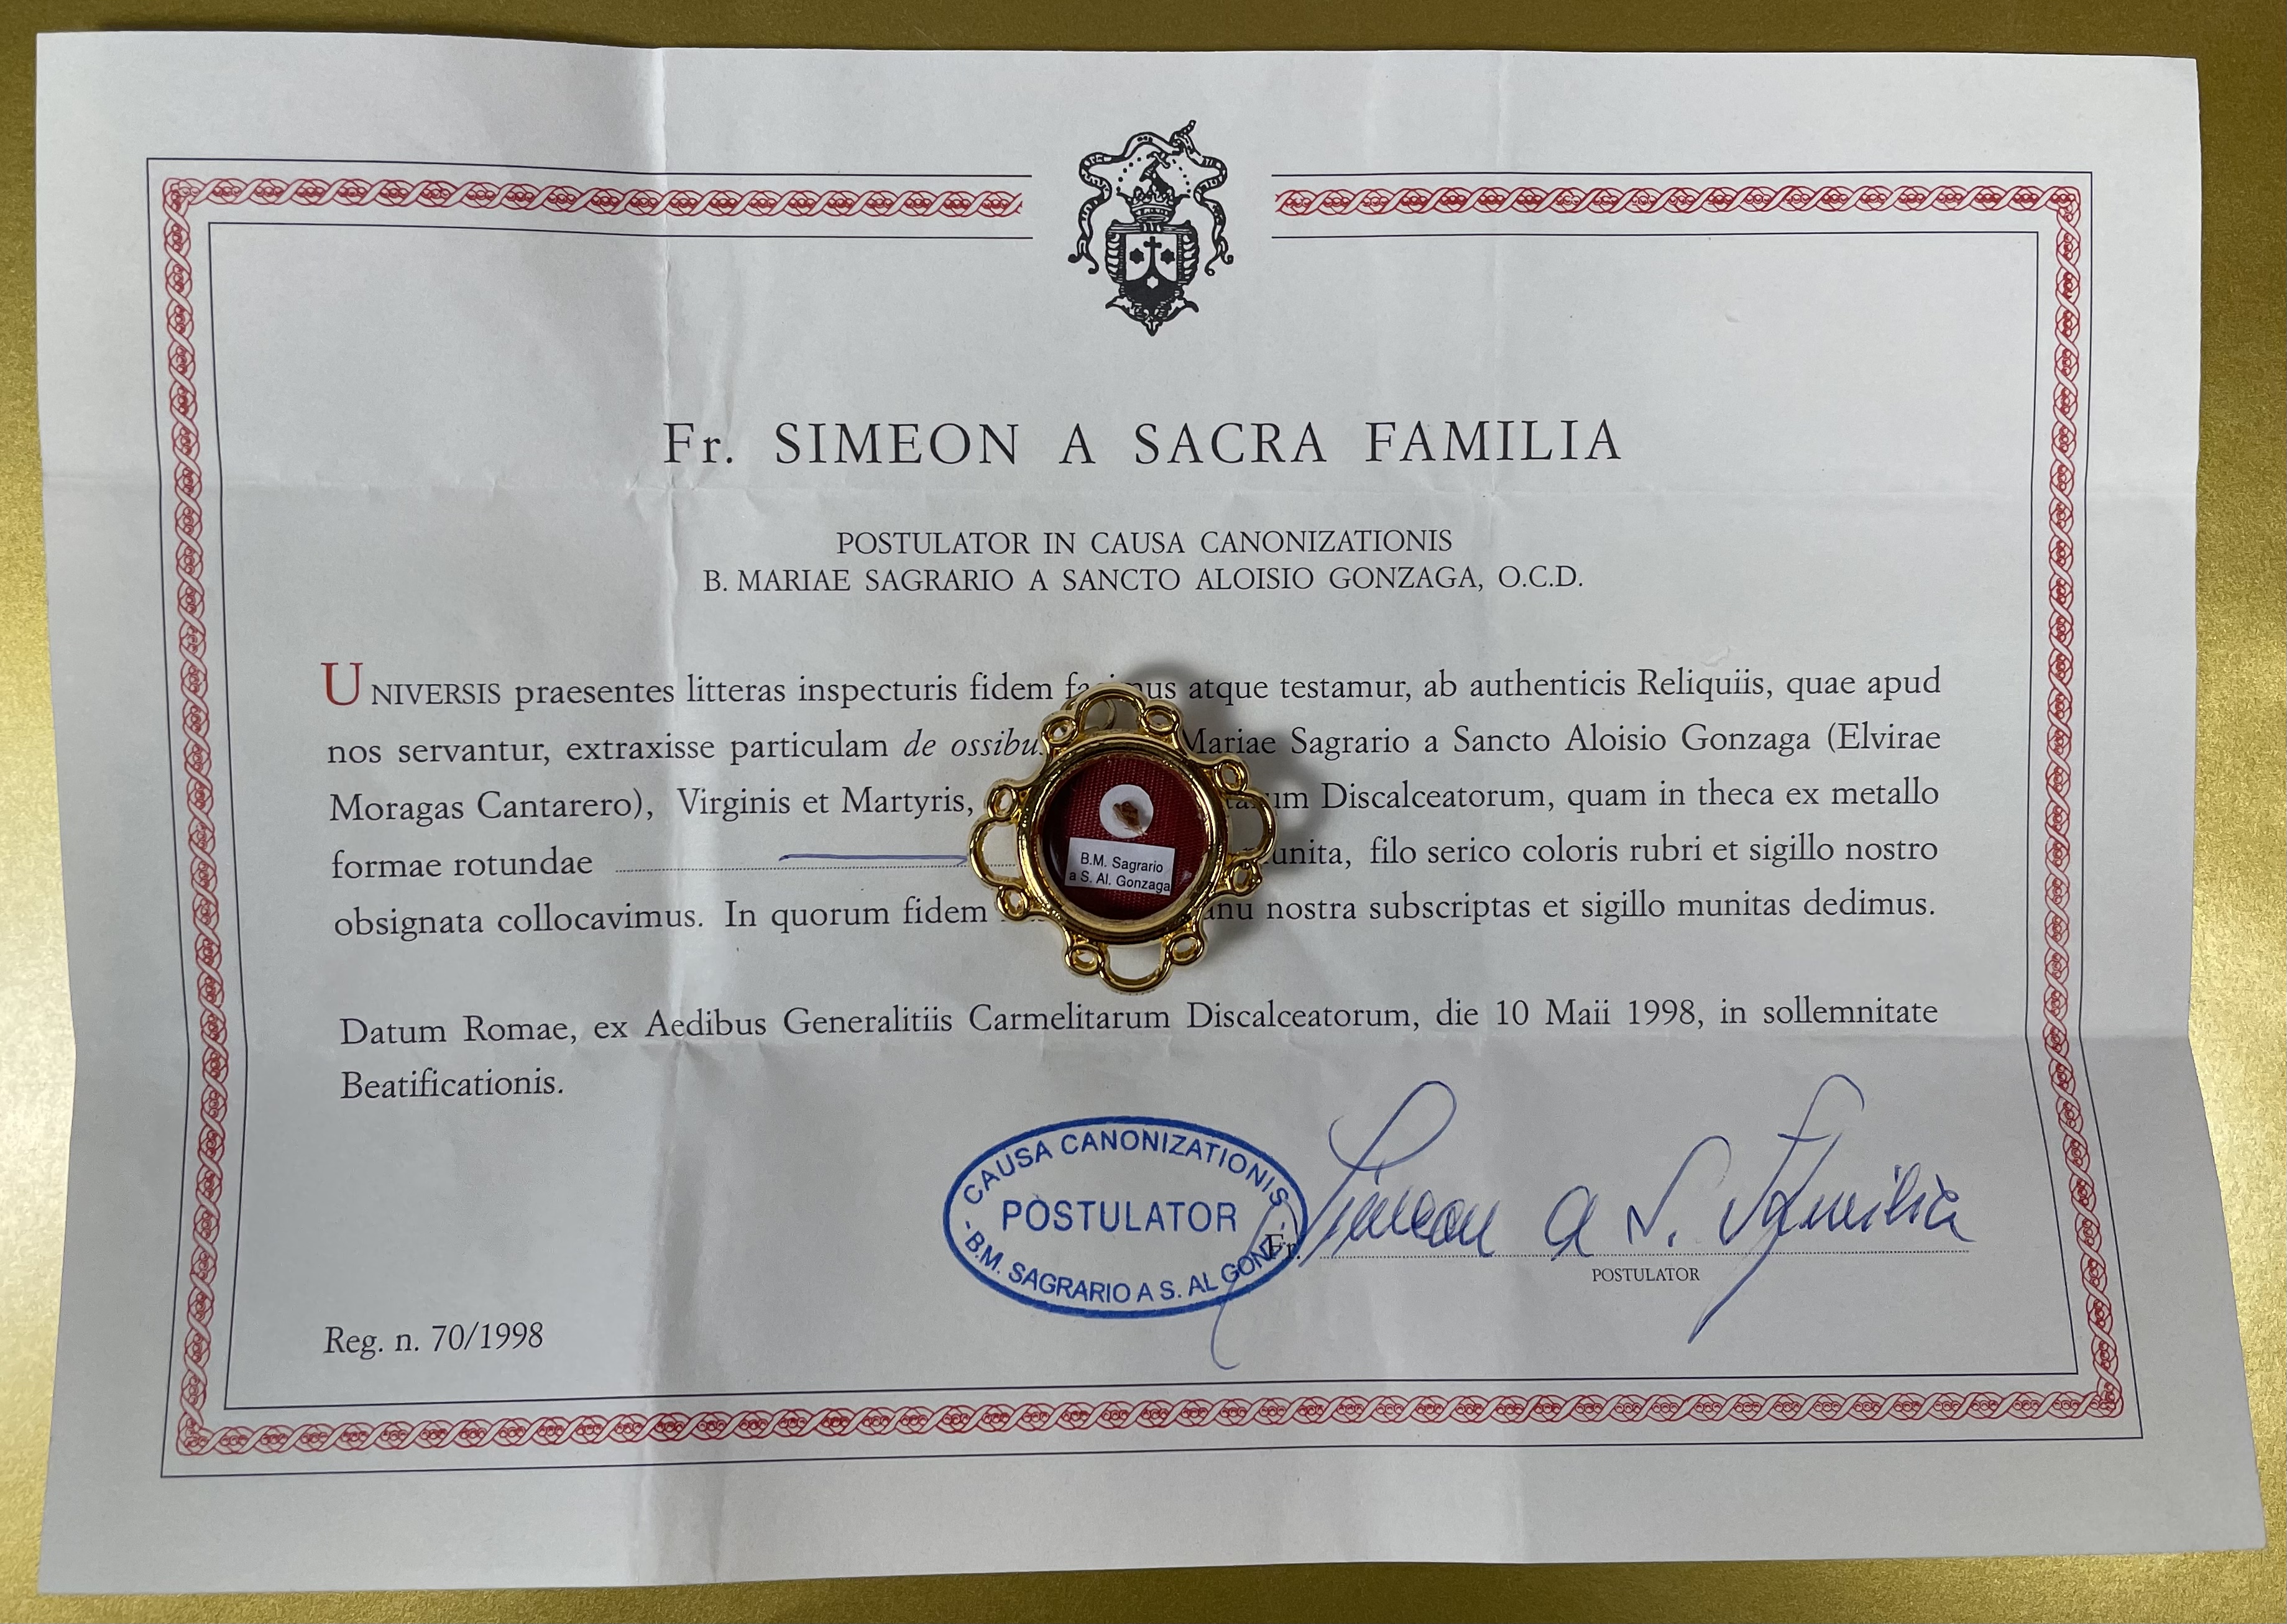 Fr. SIMEON A SACRA FAMILIA
POSTULATOR IN CAUSA CANONIZATIONIS
B. MARIAE SAGRARIO A SANCTO ALOISIO GONZAGA, O.C.D.
UNIVERSIS praesentes litteras inspecturis fidem atque testamur, ab authenticis Reliquiis, quae apud
nos servantur, extraxisse particulam de Mariae Sagrario a Sancto Aloisio Gonzaga (Elvirae
Moragas Cantarero), Virginis et Martyris, Discalceatorum, quam in theca ex metallo
formae rotundae filo serico coloris rubri et sigillo nostro
obsignata collocavimus. In quorum fidem nostra subscriptas et sigillo munitas dedimus.
B.M. Sagrario
a S. Al. Gonzaga
Datum Romae, ex Aedibus Generalitiis Carmelitarum Discalceatorum, die 10 Maii 1998, in sollemnitate
Beatificationis.
CAUSA CANONIZATIONIS
POSTULATOR
- B.M. SAGRARIO A S. AL GONZ. -
Fr. Simeon a S. Familia
POSTULATOR
Reg. n. 70/1998